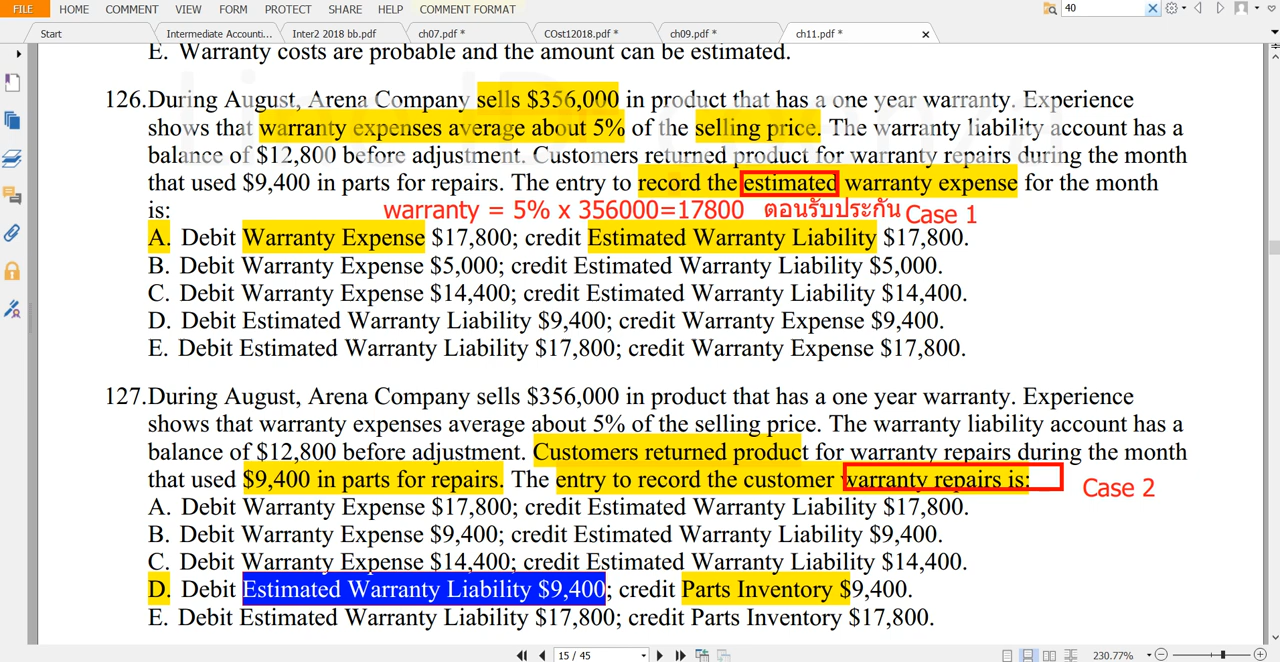 FILE HOME COMMENT VIEW FORM PROTECT SHARE HELP COMMENT FORMAT 40
Start Intermediate Accounti... Inter2 2018 bb.pdf ch07.pdf * COst12018.pdf * ch09.pdf * ch11.pdf *
E. Warranty costs are probable and the amount can be estimated.
126.During August, Arena Company sells $356,000 in product that has a one year warranty. Experience
shows that warranty expenses average about 5% of the selling price. The warranty liability account has a
balance of $12,800 before adjustment. Customers returned product for warranty repairs during the month
that used $9,400 in parts for repairs. The entry to record the estimated warranty expense for the month
is:
warranty = 5% x 356000=17800 ตอนรับประกัน Case 1
A. Debit Warranty Expense $17,800; credit Estimated Warranty Liability $17,800.
B. Debit Warranty Expense $5,000; credit Estimated Warranty Liability $5,000.
C. Debit Warranty Expense $14,400; credit Estimated Warranty Liability $14,400.
D. Debit Estimated Warranty Liability $9,400; credit Warranty Expense $9,400.
E. Debit Estimated Warranty Liability $17,800; credit Warranty Expense $17,800.
127.During August, Arena Company sells $356,000 in product that has a one year warranty. Experience
shows that warranty expenses average about 5% of the selling price. The warranty liability account has a
balance of $12,800 before adjustment. Customers returned product for warranty repairs during the month
that used $9,400 in parts for repairs. The entry to record the customer warranty repairs is:
Case 2
A. Debit Warranty Expense $17,800; credit Estimated Warranty Liability $17,800.
B. Debit Warranty Expense $9,400; credit Estimated Warranty Liability $9,400.
C. Debit Warranty Expense $14,400; credit Estimated Warranty Liability $14,400.
D. Debit Estimated Warranty Liability $9,400; credit Parts Inventory $9,400.
E. Debit Estimated Warranty Liability $17,800; credit Parts Inventory $17,800.
15 / 45 230.77%